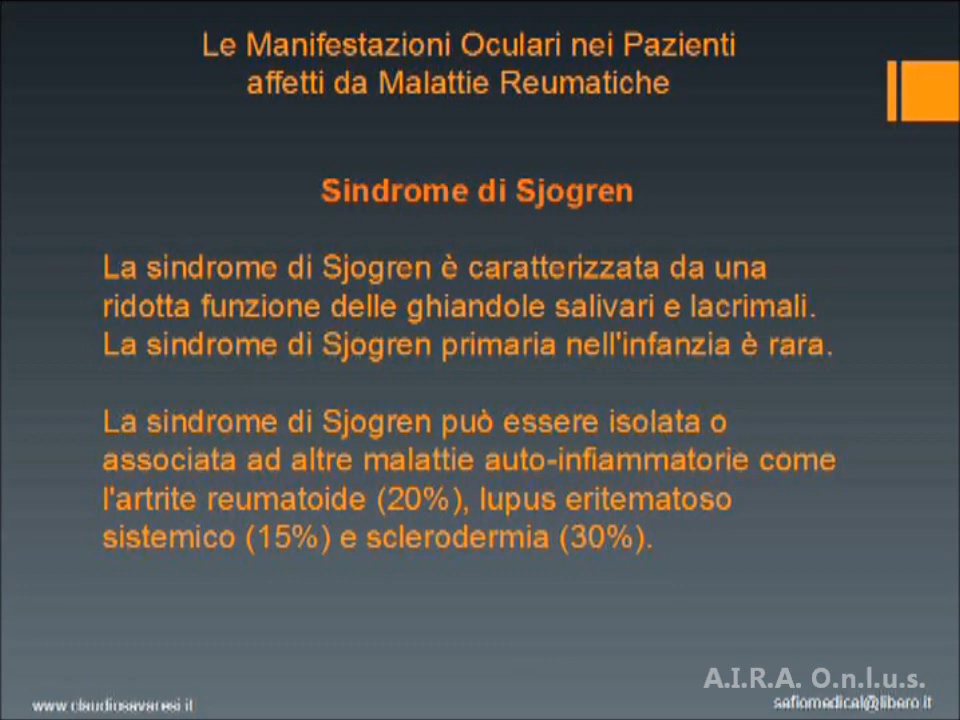 Le Manifestazioni Oculari nei Pazienti
affetti da Malattie Reumatiche
Sindrome di Sjogren
La sindrome di Sjogren è caratterizzata da una
ridotta funzione delle ghiandole salivari e lacrimali.
La sindrome di Sjogren primaria nell'infanzia è rara.
La sindrome di Sjogren può essere isolata o
associata ad altre malattie auto-infiammatorie come
l'artrite reumatoide (20%), lupus eritematoso
sistemico (15%) e sclerodermia (30%).
A.I.R.A. O.n.l.u.s.
www.claudiosavaresi.it
safiomedical@libero.it